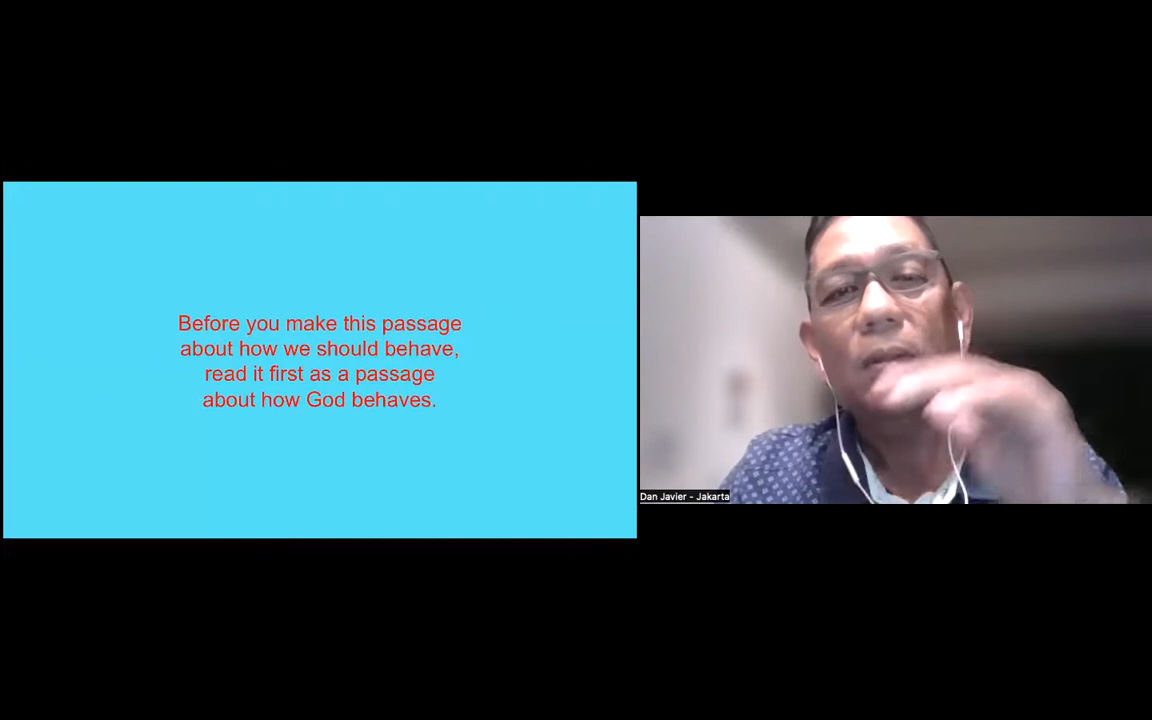 Before you make this passage
about how we should behave,
read it first as a passage
about how God behaves.
Dan Javier - Jakarta